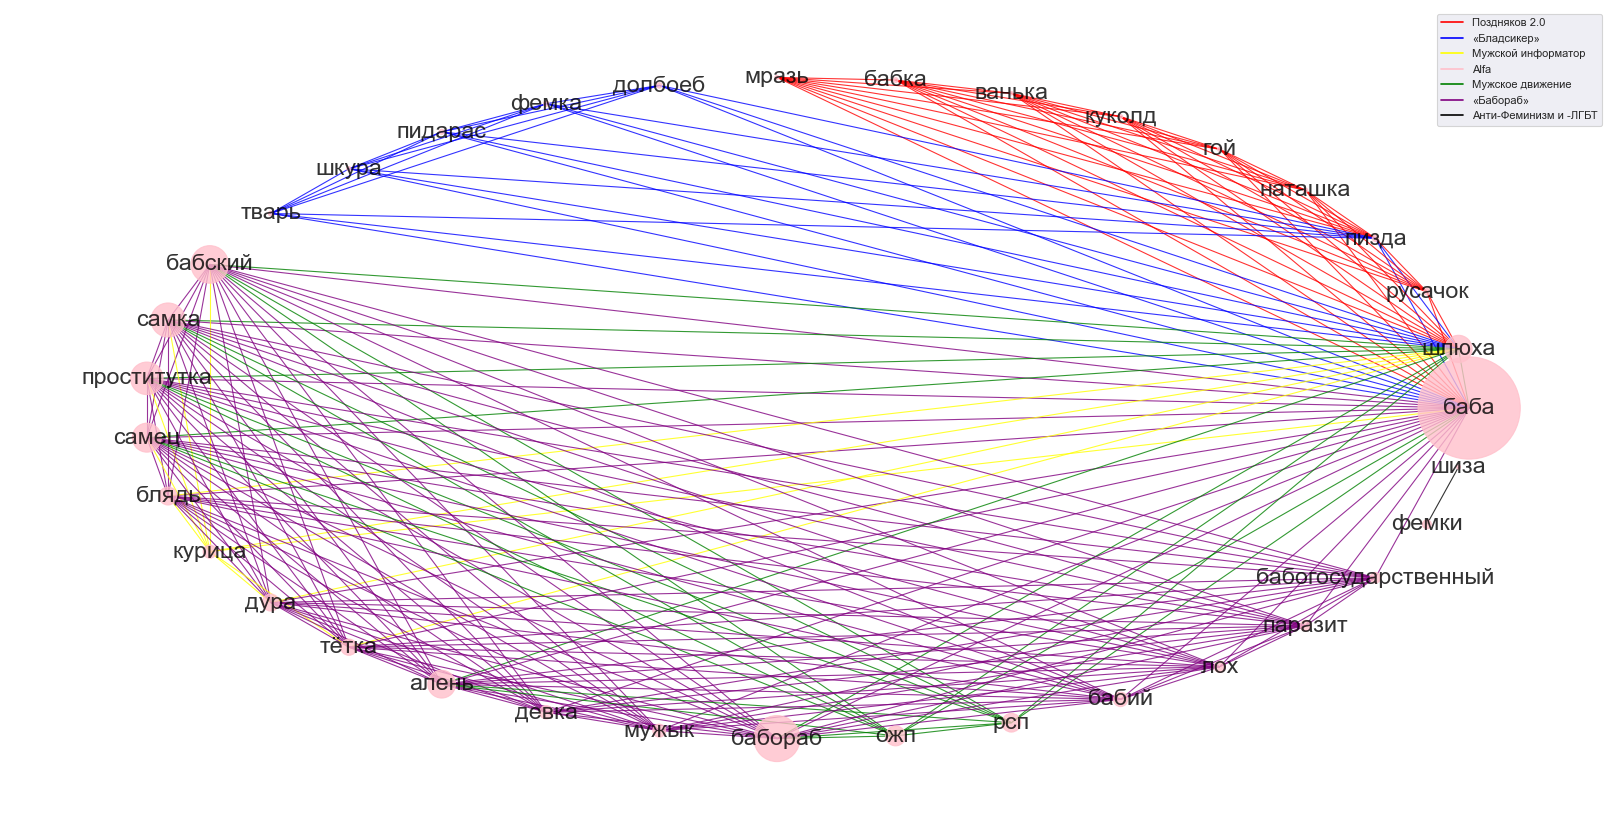 Поздняков 2.0
«Бладсикер»
Мужской информатор
Alfa
Мужское движение
«Бабораб»
Анти-Феминизм и -ЛГБТ
мразь
бабка
ванька
куколд
гой
наташка
пизда
русачок
шлюха
баба
шиза
фемки
бабогосударственный
паразит
лох
бабий
рсп
ожп
бабораб
мужык
девка
алень
тётка
дура
курица
блядь
самец
проститутка
самка
бабский
тварь
шкура
пидарас
фемка
долбоеб